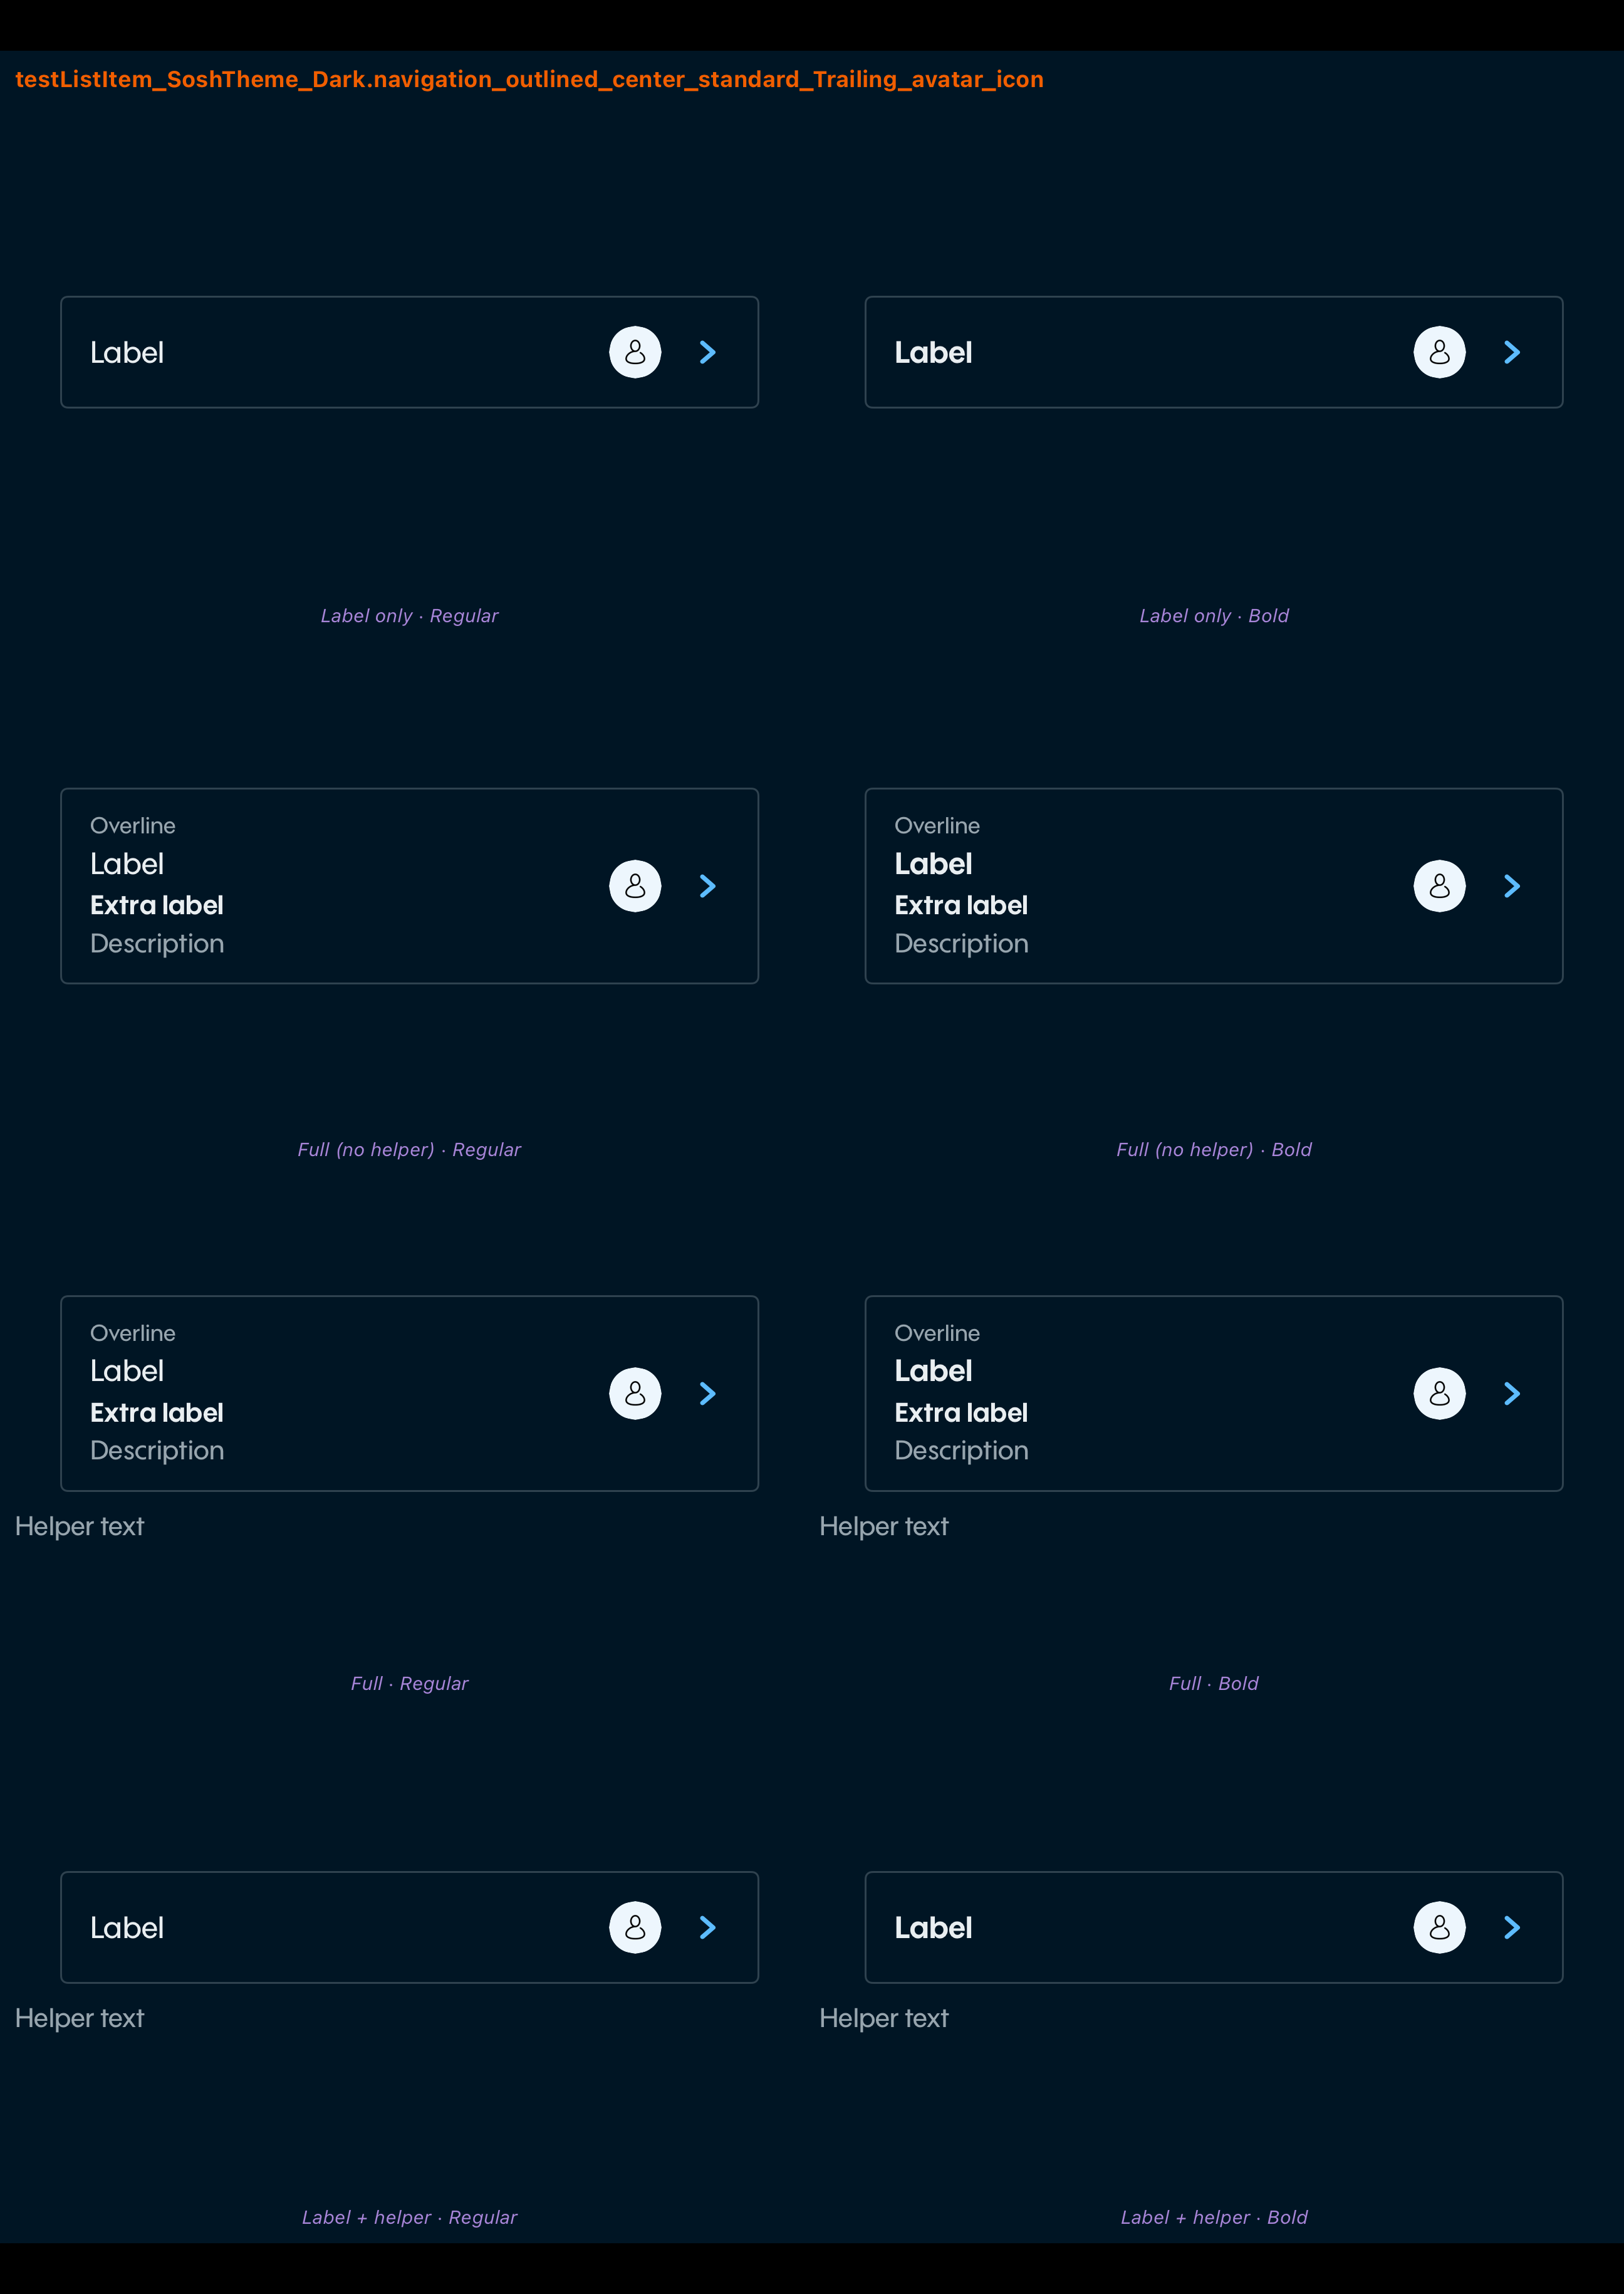 testListItem_SoshTheme_Dark.navigation_outlined_center_standard_Trailing_avatar_icon
Label
Label
Label only · Regular
Label only · Bold
Overline
Label
Extra label
Description
Overline
Label
Extra label
Description
Full (no helper) · Regular
Full (no helper) · Bold
Overline
Label
Extra label
Description
Helper text
Overline
Label
Extra label
Description
Helper text
Full · Regular
Full · Bold
Label
Helper text
Label
Helper text
Label + helper · Regular
Label + helper · Bold